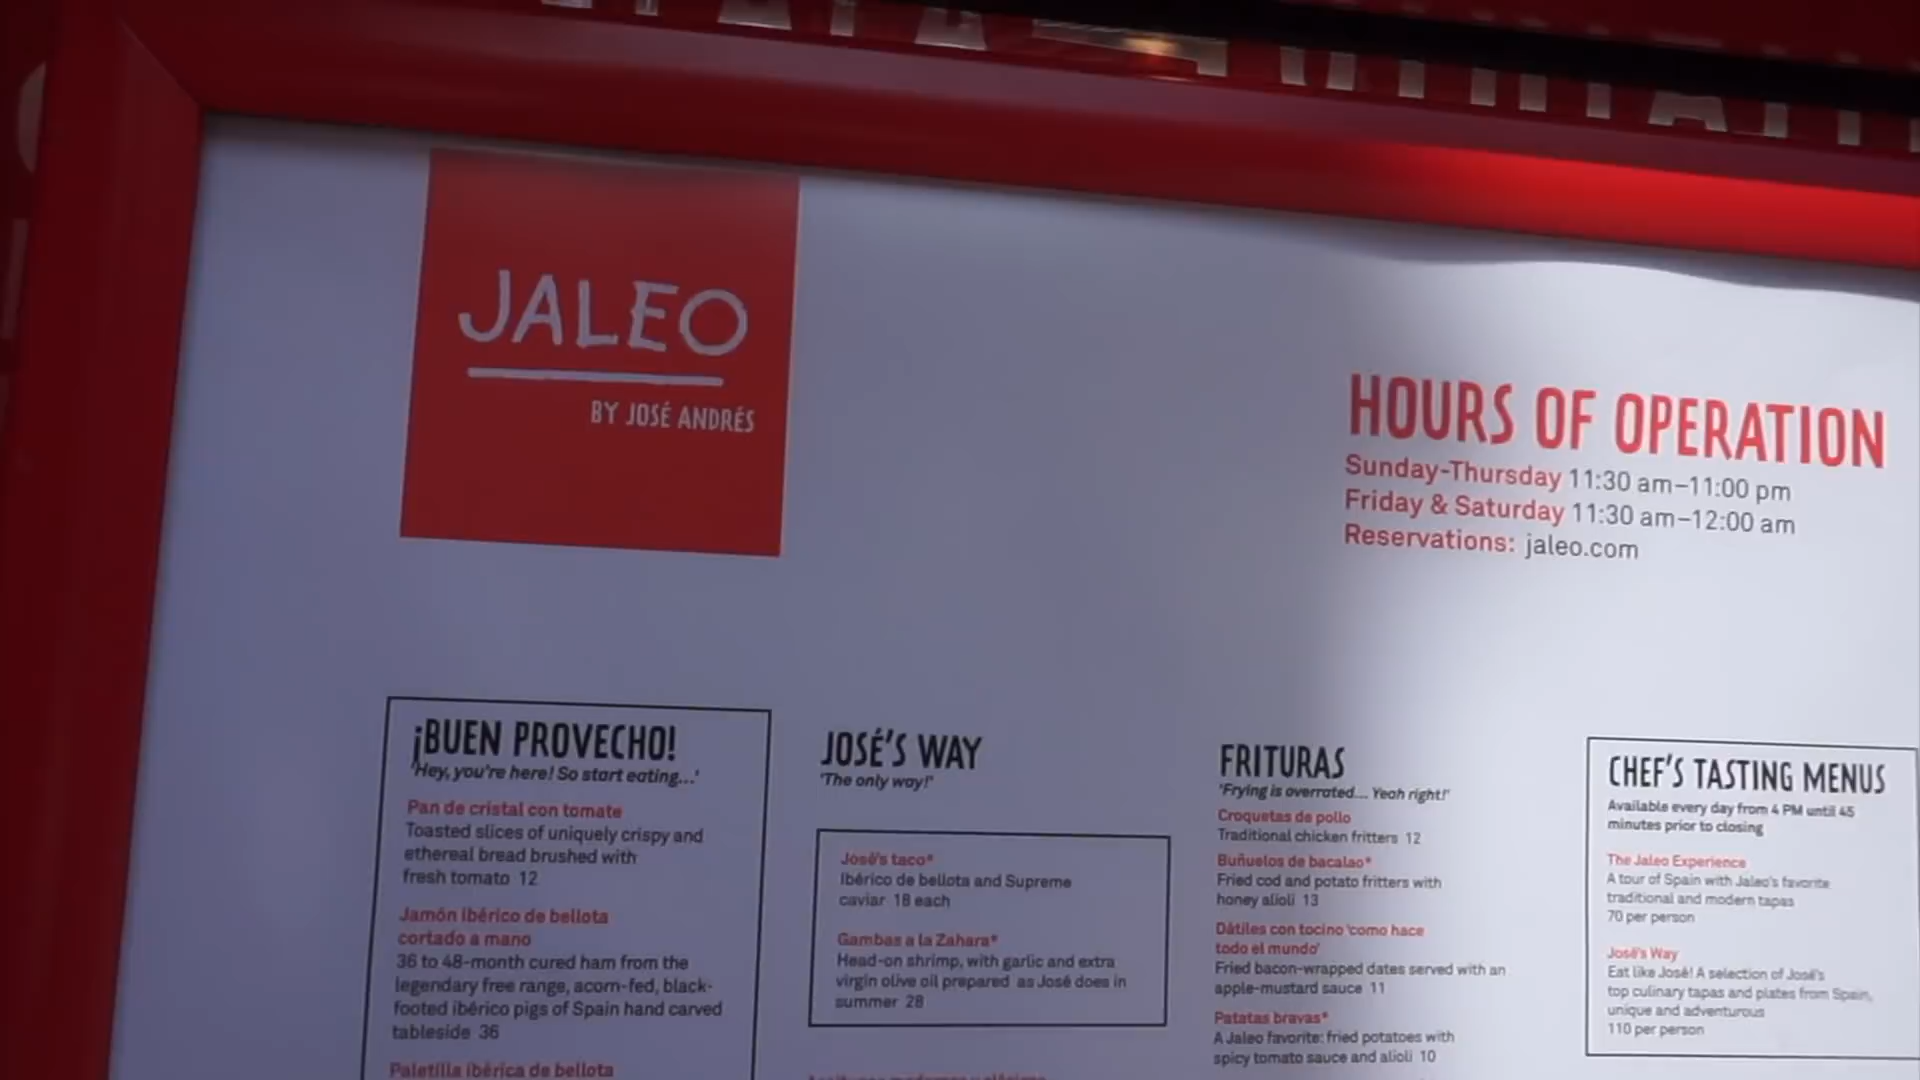 JALEO
BY JOSÉ ANDRÉS
HOURS OF OPERATION
Sunday-Thursday 11:30 am–11:00 pm
Friday & Saturday 11:30 am–12:00 am
Reservations: jaleo.com
¡BUEN PROVECHO!
'Hey, you're here! So start eating...'
Pan de cristal con tomate
Toasted slices of uniquely crispy and
ethereal bread brushed with
fresh tomato 12
Jamón ibérico de bellota
cortado a mano
36 to 48-month cured ham from the
legendary free range, acorn-fed, black-
footed ibérico pigs of Spain hand carved
tableside 36
Paletilla ibérica de bellota
JOSÉ'S WAY
'The only way!'
José's taco*
Ibérico de bellota and Supreme
caviar 18 each
Gambas a la Zahara*
Head-on shrimp, with garlic and extra
virgin olive oil prepared as José does in
summer 28
FRITURAS
'Frying is overrated... Yeah right!'
Croquetas de pollo
Traditional chicken fritters 12
Buñuelos de bacalao*
Fried cod and potato fritters with
honey alioli 13
Dátiles con tocino 'como hace
todo el mundo'
Fried bacon-wrapped dates served with an
apple-mustard sauce 11
Patatas bravas*
A Jaleo favorite: fried potatoes with
spicy tomato sauce and alioli 10
CHEF'S TASTING MENUS
Available every day from 4 PM until 45
minutes prior to closing
The Jaleo Experience
A tour of Spain with Jaleo's favorite
traditional and modern tapas
70 per person
José's Way
Eat like José! A selection of José's
top culinary tapas and plates from Spain,
unique and adventurous
110 per person